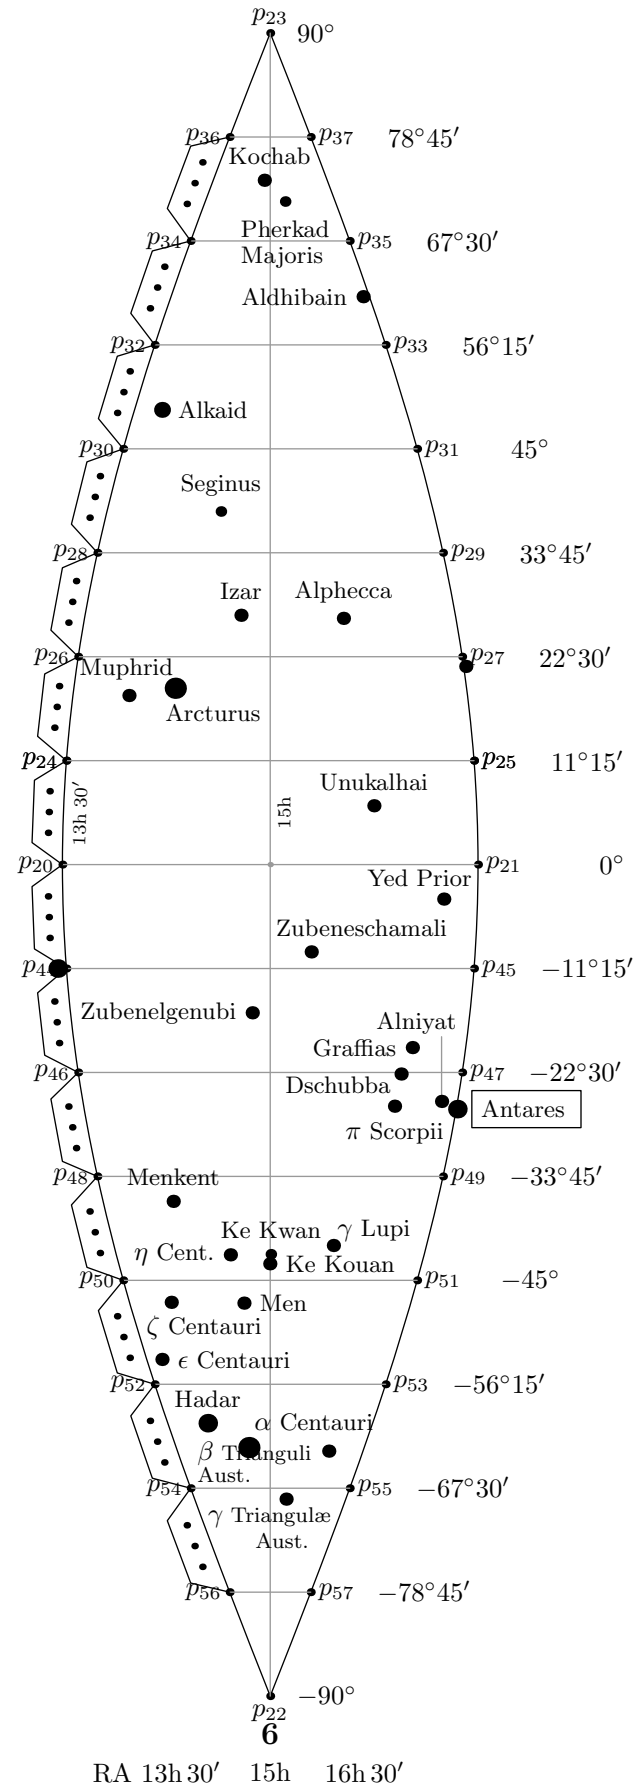 p23 90°
p36 p37 78°45′
Kochab
Pherkad
Majoris
p34 p35 67°30′
Aldhibain
p32 p33 56°15′
Alkaid
p30 p31 45°
Seginus
p28 p29 33°45′
Izar Alphecca
p26 p27 22°30′
Muphrid
Arcturus
p24 p25 11°15′
Unukalhai
13h 30′ 15h
p20 p21 0°
Yed Prior
Zubeneschamali
p45 −11°15′
Zubenelgenubi
Alniyat
Graffias
p46 p47 −22°30′
Dschubba
Antares
π Scorpii
p48 p49 −33°45′
Menkent
Ke Kwan γ Lupi
η Cent.
Ke Kouan
p50 p51 −45°
Men
ζ Centauri
ϵ Centauri
p52 p53 −56°15′
Hadar
α Centauri
β Trianguli
Aust.
p54 p55 −67°30′
γ Triangulæ
Aust.
p56 p57 −78°45′
p22 −90°
6
RA 13h 30′ 15h 16h 30′